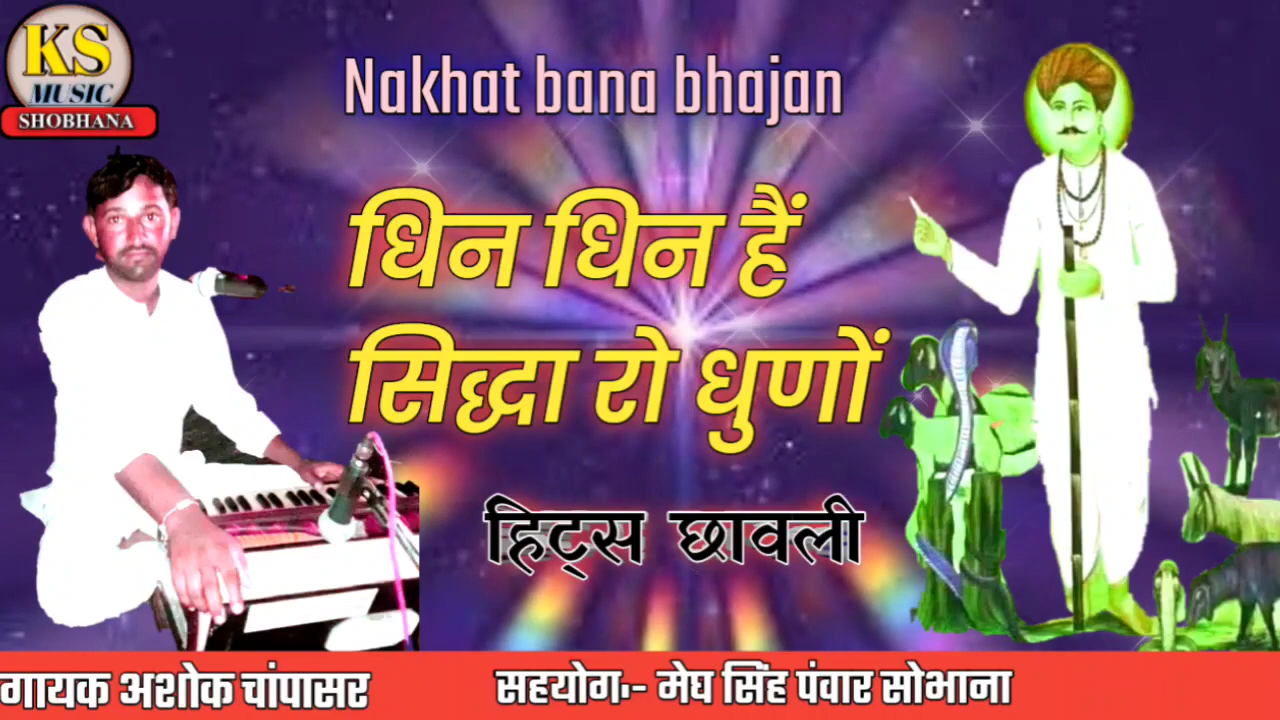 KS
MUSIC
SHOBHANA
Nakhat bana bhajan
धिन धिन हैं
सिद्धा रो धुणों
हिट्स छावली
गायक अशोक चांपासर
सहयोगः- मेघ सिंह पंवार सोभाना